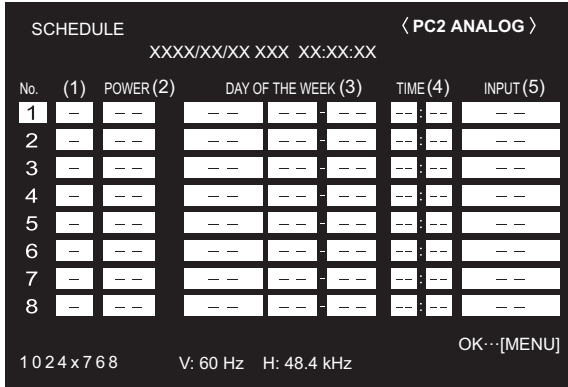 SCHEDULE 〈 PC2 ANALOG 〉
XXXX/XX/XX XXX XX:XX:XX
No. (1) POWER (2) DAY OF THE WEEK (3) TIME (4) INPUT (5)
1 – – – – – – – - – – – – : – – – –
2 – – – – – – – - – – – – : – – – –
3 – – – – – – – - – – – – : – – – –
4 – – – – – – – - – – – – : – – – –
5 – – – – – – – - – – – – : – – – –
6 – – – – – – – - – – – – : – – – –
7 – – – – – – – - – – – – : – – – –
8 – – – – – – – - – – – – : – – – –
OK···[MENU]
1024x768 V: 60 Hz H: 48.4 kHz